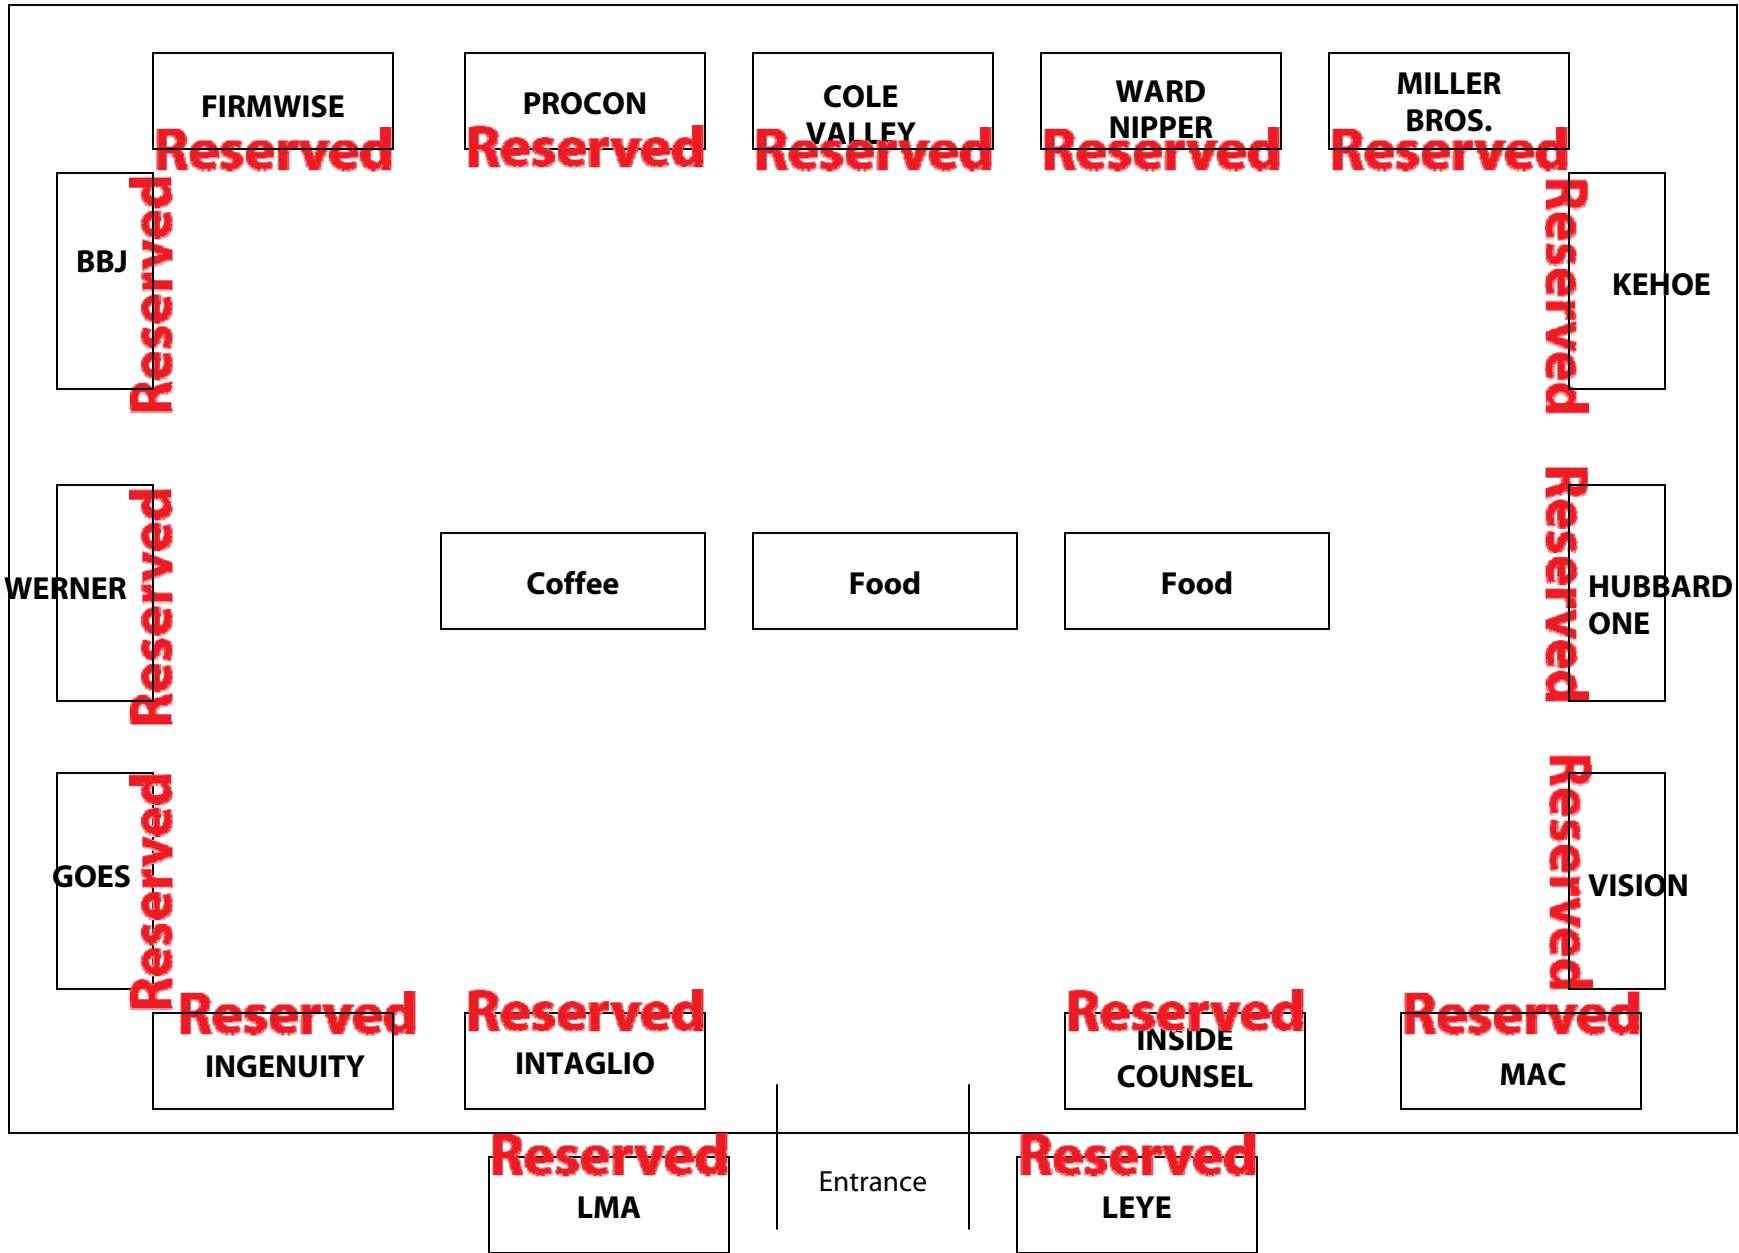 FIRMWISE
Reserved
PROCON
Reserved
COLE
VALLEY
Reserved
WARD
NIPPER
Reserved
MILLER
BROS.
Reserved
BBJ
Reserved
KEHOE
Reserved
WERNER
Reserved
Coffee
Food
Food
HUBBARD
ONE
Reserved
GOES
Reserved
VISION
Reserved
Reserved
INGENUITY
Reserved
INTAGLIO
Reserved
INSIDE
COUNSEL
Reserved
MAC
Reserved
LMA
Entrance
Reserved
LEYE